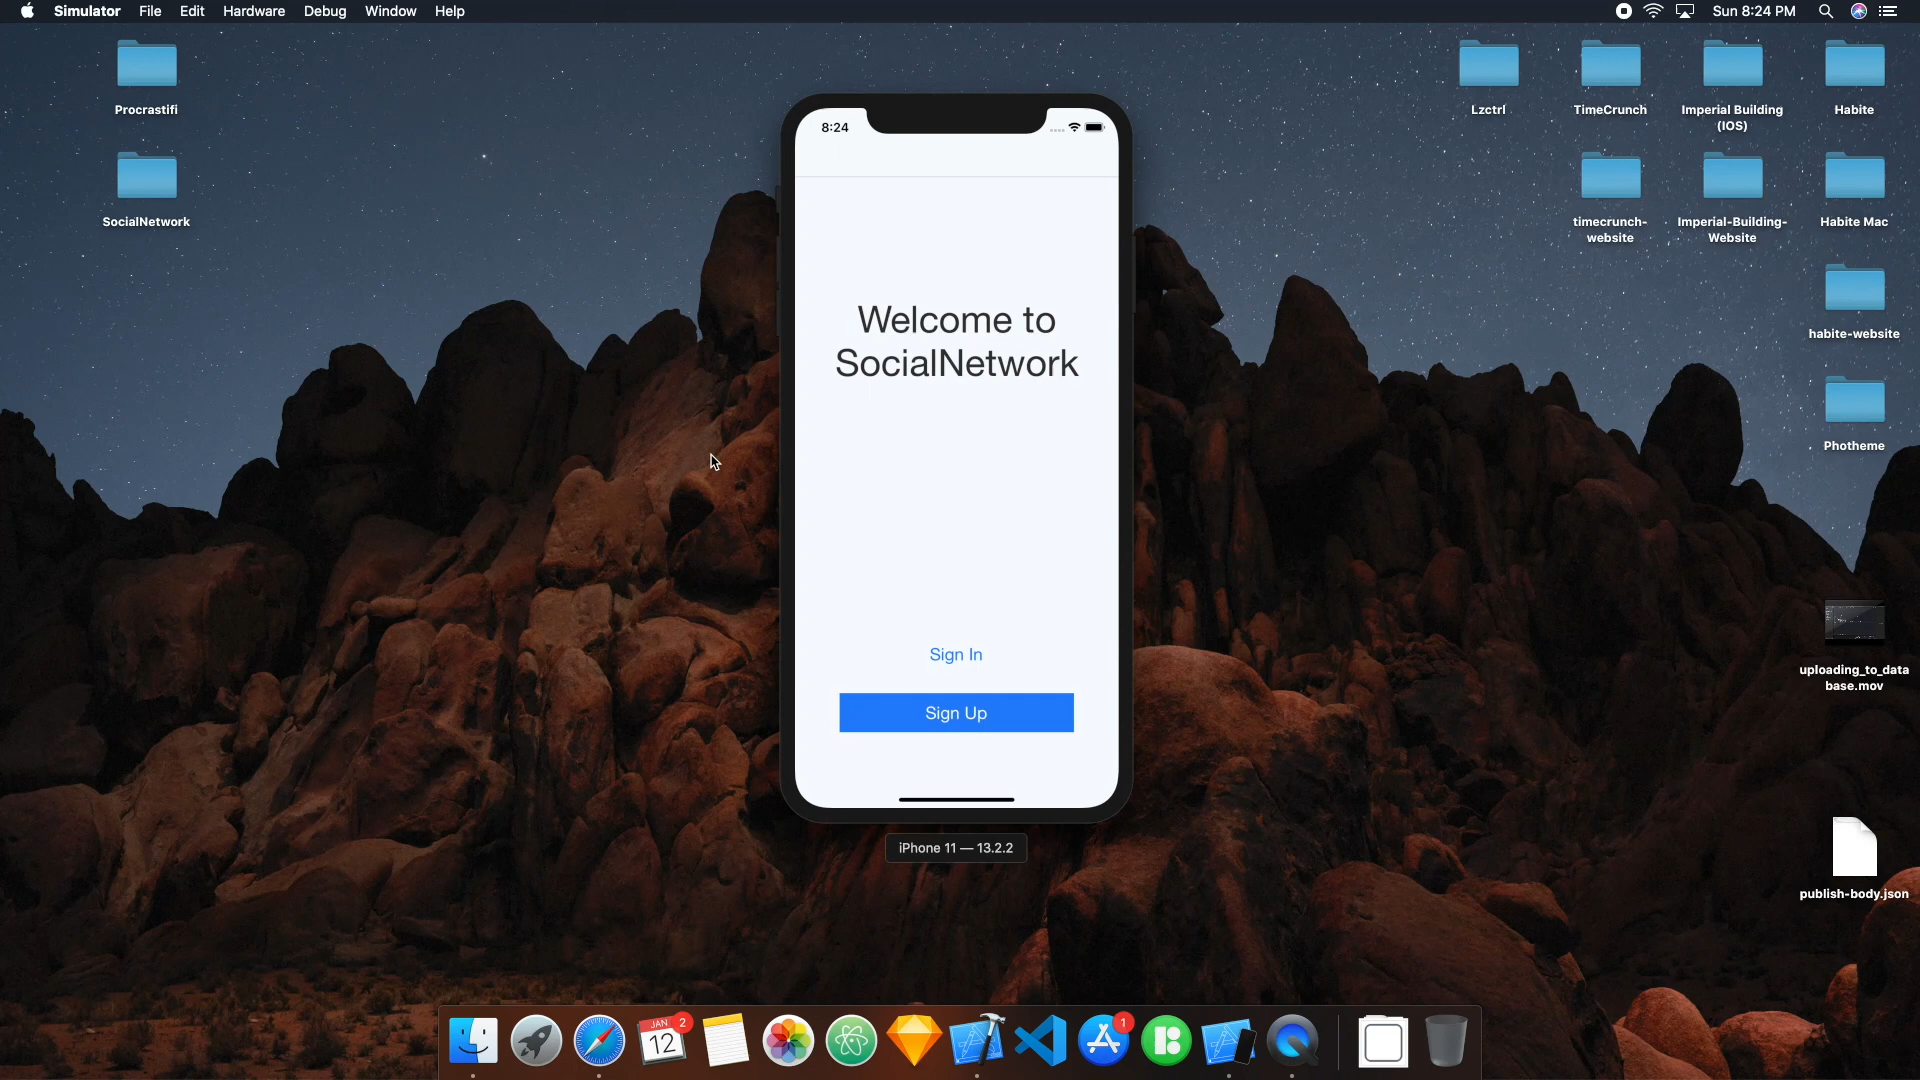 Simulator File Edit Hardware Debug Window Help
Sun 8:24 PM
Procrastifi
SocialNetwork
Lzctrl
TimeCrunch
Imperial Building
(IOS)
Habite
timecrunch-
website
Imperial-Building-
Website
Habite Mac
habite-website
Photheme
uploading_to_data
base.mov
publish-body.json
8:24
Welcome to
SocialNetwork
Sign In
Sign Up
iPhone 11 — 13.2.2
JAN
12
2
1